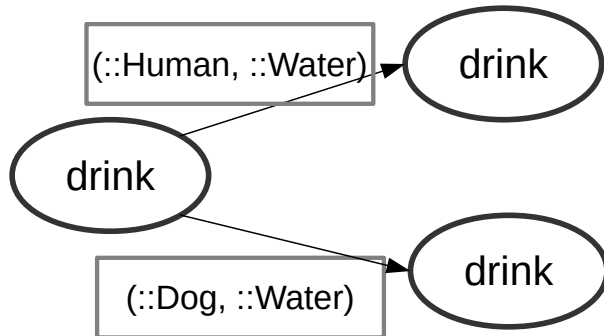 (::Human, ::Water)
drink
drink
drink
(::Dog, ::Water)